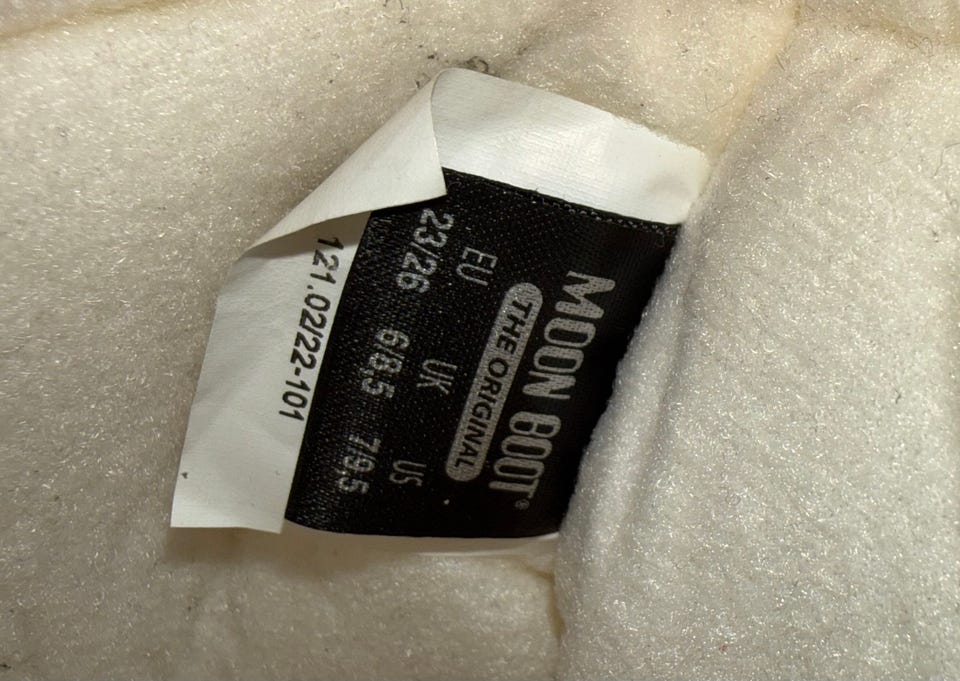 MOON BOOT®
THE ORIGINAL
EU UK US
23/26 6/8.5 7/9.5
121.02/22-101